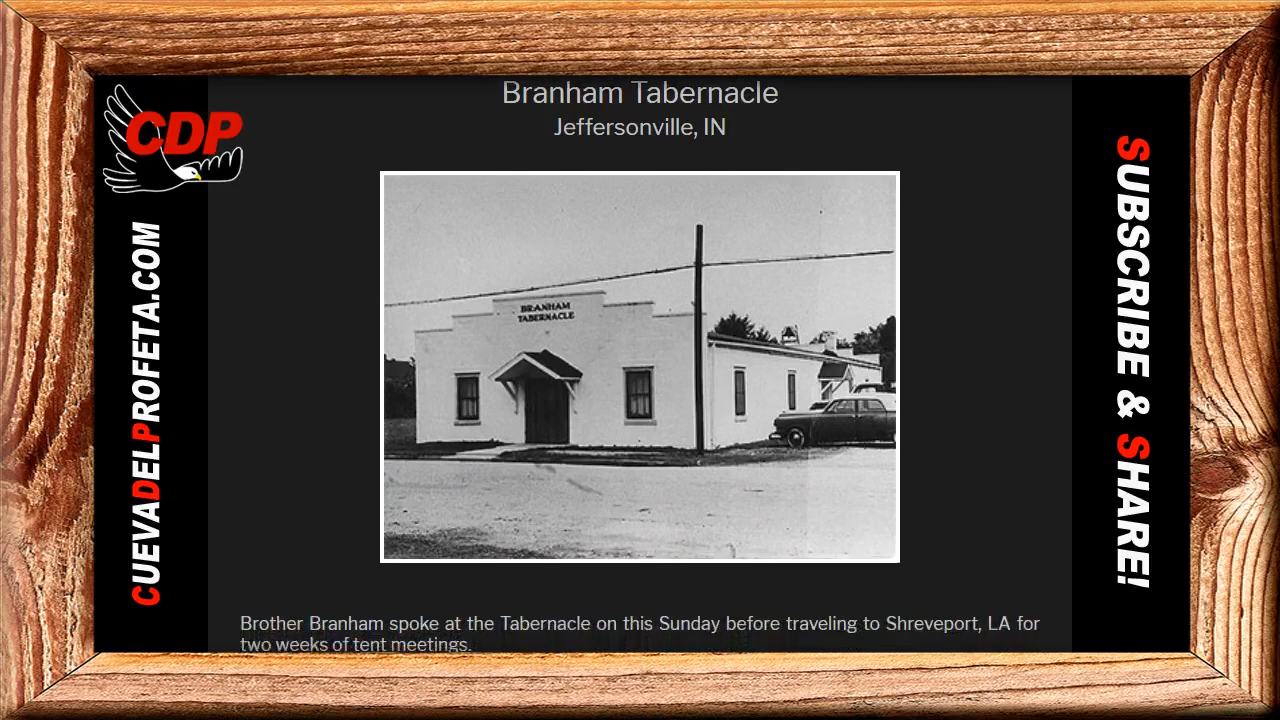 Branham Tabernacle
Jeffersonville, IN
CDP
CUEVADELPROFETA.COM
BRANHAM
TABERNACLE
SUBSCRIBE & SHARE!
Brother Branham spoke at the Tabernacle on this Sunday before traveling to Shreveport, LA for
two weeks of tent meetings.